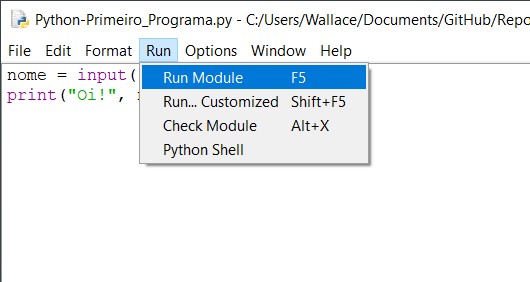 Python-Primeiro_Programa.py - C:/Users/Wallace/Documents/GitHub/Repo
File Edit Format Run Options Window Help
nome = input(
print("Oi!",
Run Module F5
Run... Customized Shift+F5
Check Module Alt+X
Python Shell